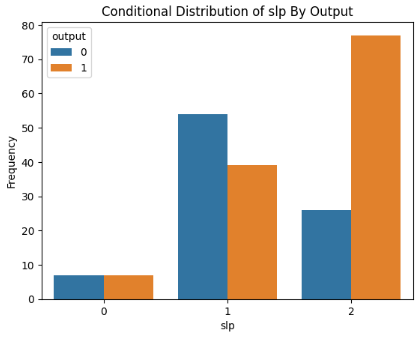 Conditional Distribution of slp By Output
output
0
1
80
70
60
50
40
30
20
10
0
Frequency
0 1 2
slp